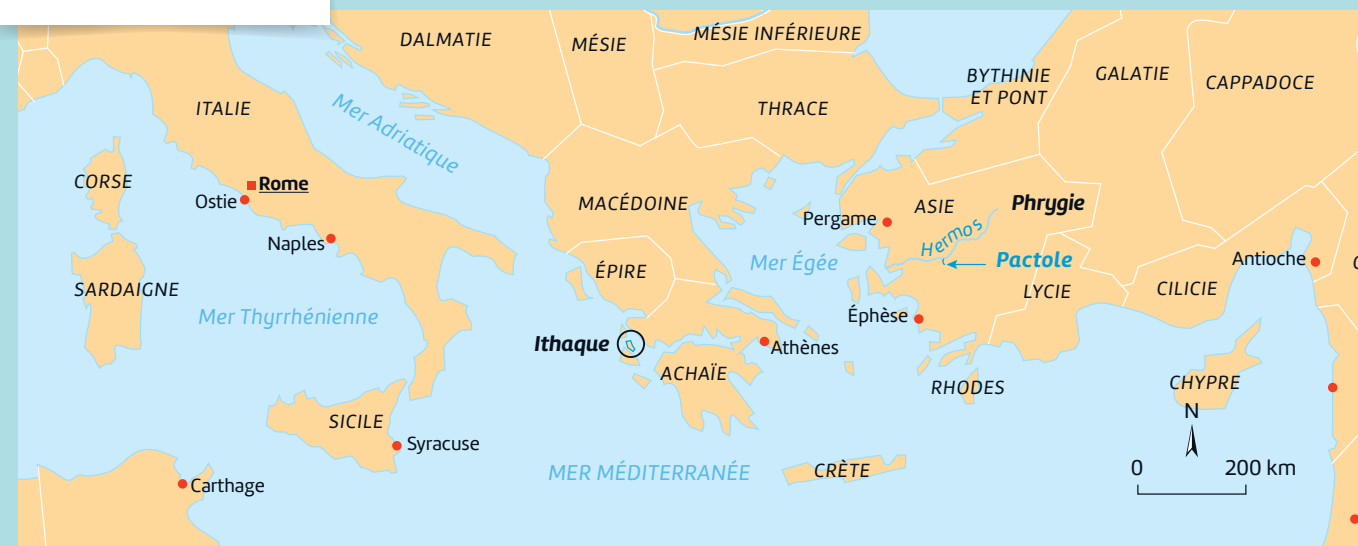 DALMATIE
MÉSIE
MÉSIE INFÉRIEURE
BYTHINIE
ET PONT
GALATIE
CAPPADOCE
ITALIE
Mer Adriatique
THRACE
CORSE
Rome
Ostie
MACÉDOINE
Pergame
ASIE
Phrygie
Naples
Hermos
Mer Égée
Pactole
Antioche
ÉPIRE
SARDAIGNE
LYCIE
CILICIE
Mer Thyrrhénienne
Éphèse
Ithaque
Athènes
ACHAÏE
RHODES
CHYPRE
N
SICILE
Syracuse
MER MÉDITERRANÉE
CRÈTE
0 200 km
Carthage